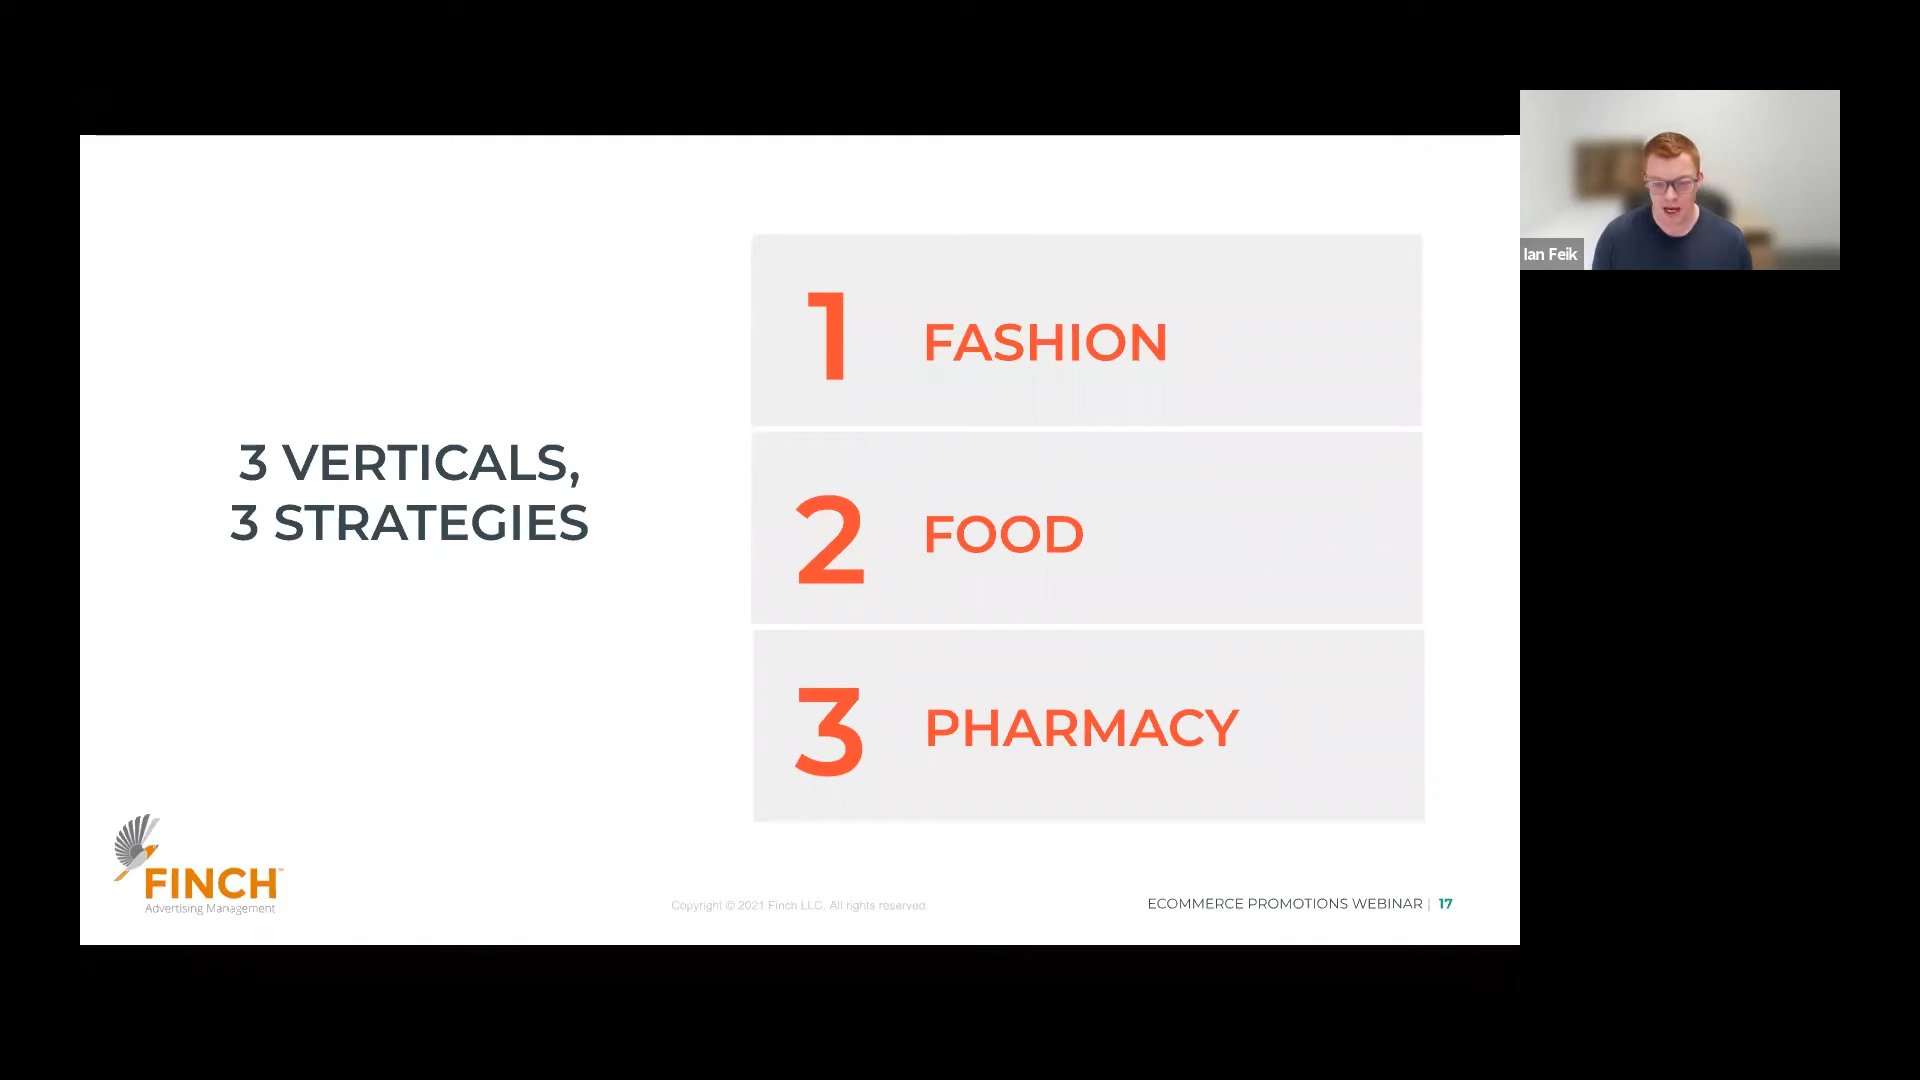 Ian Feik
3 VERTICALS,
3 STRATEGIES
1 FASHION
2 FOOD
3 PHARMACY
FINCH™
Advertising Management
Copyright © 2021 Finch LLC. All rights reserved.
ECOMMERCE PROMOTIONS WEBINAR | 17